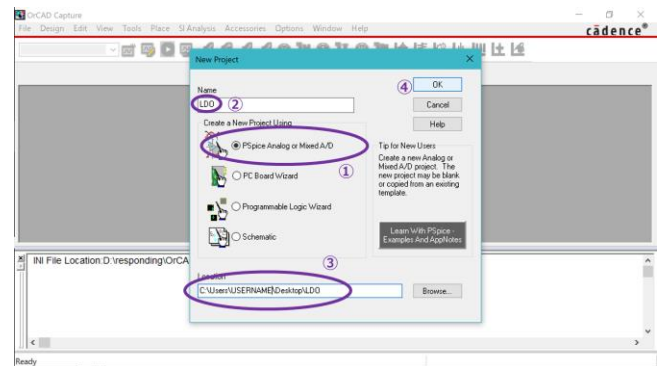 OrCAD Capture
File Design Edit View Tools Place SI Analysis Accessories Options Window Help
cādence®
New Project
Name
LDO
②
④
OK
Cancel
Help
Create a New Project Using
PSpice Analog or Mixed A/D
①
PC Board Wizard
Programmable Logic Wizard
Schematic
Tip for New Users
Create a new Analog or
Mixed A/D project. The
new project may be blank
or copied from an existing
template.
Learn With PSpice -
Examples And AppNotes
③
Location
C:\Users\USERNAME\Desktop\LDO
Browse...
INI File Location:D:\responding\OrCA
Ready